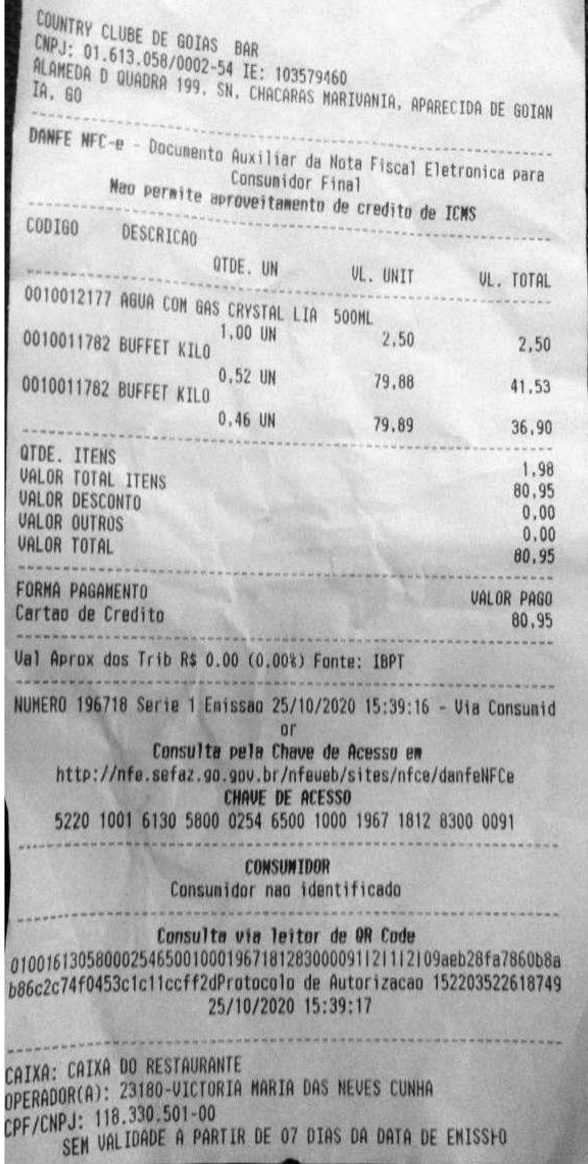 COUNTRY CLUBE DE GOIAS BAR
CNPJ: 01.613.058/0002-54 IE: 103579460
ALAMEDA D QUADRA 199, SN, CHACARAS MARIVANIA, APARECIDA DE GOIAN
IA, GO
DANFE NFC-e - Documento Auxiliar da Nota Fiscal Eletronica para
Consumidor Final
Nao permite aproveitamento de credito de ICMS
CODIGO DESCRICAO
QTDE. UN VL. UNIT VL. TOTAL
0010012177 AGUA COM GAS CRYSTAL LIA 500ML
1,00 UN 2,50 2,50
0010011782 BUFFET KILO
0,52 UN 79,88 41,53
0010011782 BUFFET KILO
0,46 UN 79,89 36,90
QTDE. ITENS 1,98
VALOR TOTAL ITENS 80,95
VALOR DESCONTO 0,00
VALOR OUTROS 0,00
VALOR TOTAL 80,95
FORMA PAGAMENTO VALOR PAGO
Cartao de Credito 80,95
Val Aprox dos Trib R$ 0.00 (0.00%) Fonte: IBPT
NUMERO 196718 Serie 1 Emissao 25/10/2020 15:39:16 - Via Consumid
or
Consulta pela Chave de Acesso em
http://nfe.sefaz.go.gov.br/nfeweb/sites/nfce/danfeNFCe
CHAVE DE ACESSO
5220 1001 6130 5800 0254 6500 1000 1967 1812 8300 0091
CONSUMIDOR
Consumidor nao identificado
Consulta via leitor de QR Code
01001613058000254650010001967181283000091|2|1|2|09aeb28fa7860b8a
b86c2c74f0453c1c11ccff2dProtocolo de Autorizacao 152203522618749
25/10/2020 15:39:17
CAIXA: CAIXA DO RESTAURANTE
OPERADOR(A): 23180-VICTORIA MARIA DAS NEVES CUNHA
CPF/CNPJ: 118.330.501-00
SEM VALIDADE A PARTIR DE 07 DIAS DA DATA DE EMISSÃO